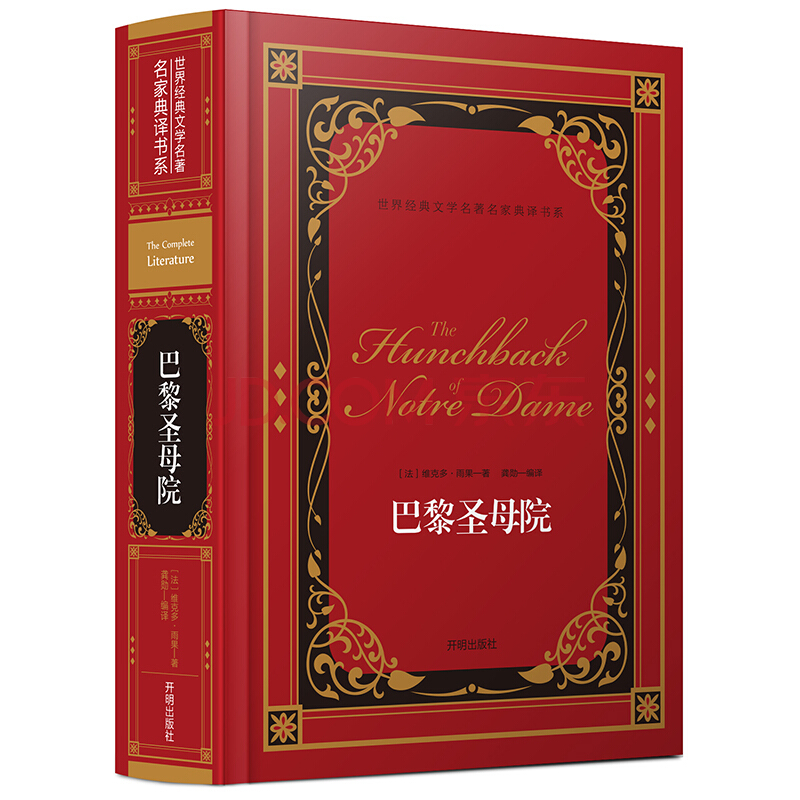 世界经典文学名著
名家典译书系
The Complete
Literature
巴黎圣母院
[法]维克多·雨果—著
龚勋—编译
开明出版社
世界经典文学名著名家典译书系
The
Hunchback
of
Notre Dame
[法]维克多·雨果—著 龚勋—编译
巴黎圣母院
开明出版社